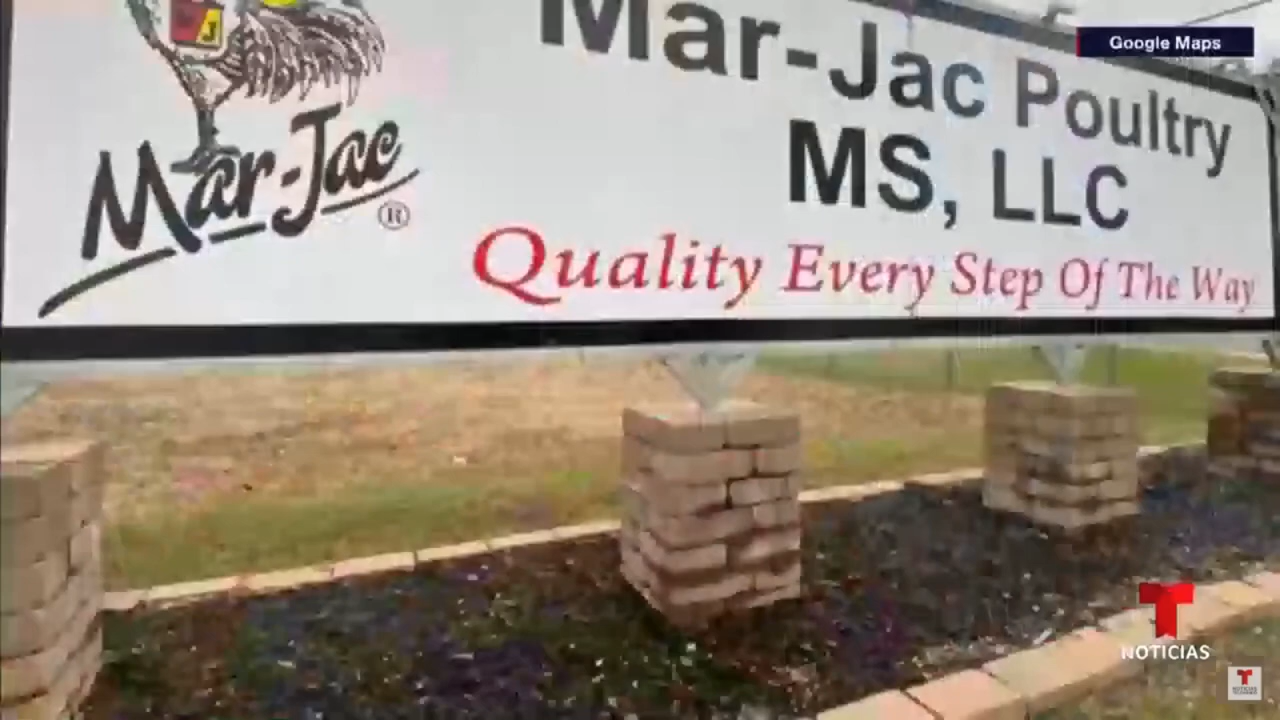 Google Maps
Mar-Jac Poultry
MS, LLC
Mar-Jac
®
Quality Every Step Of The Way
NOTICIAS